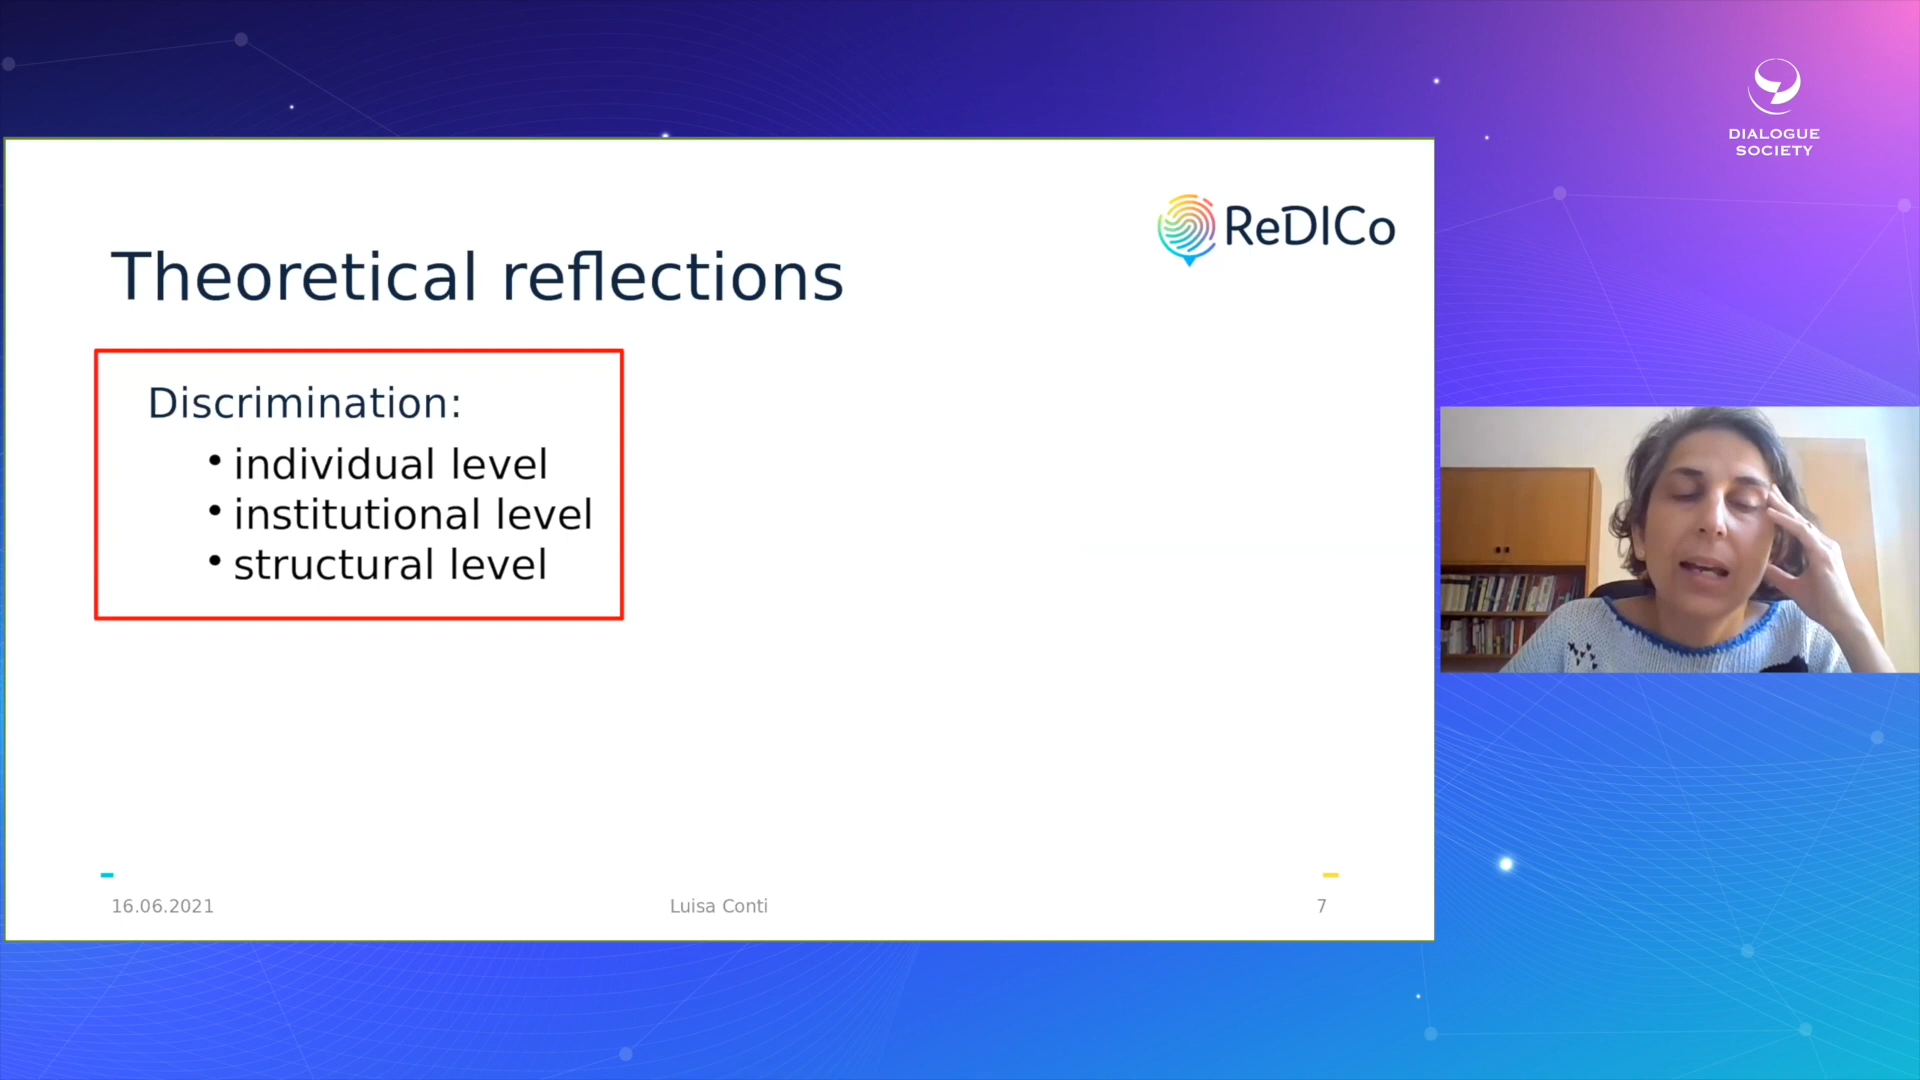 DIALOGUE
SOCIETY
ReDICo
Theoretical reflections
Discrimination:
• individual level
• institutional level
• structural level
16.06.2021
Luisa Conti
7